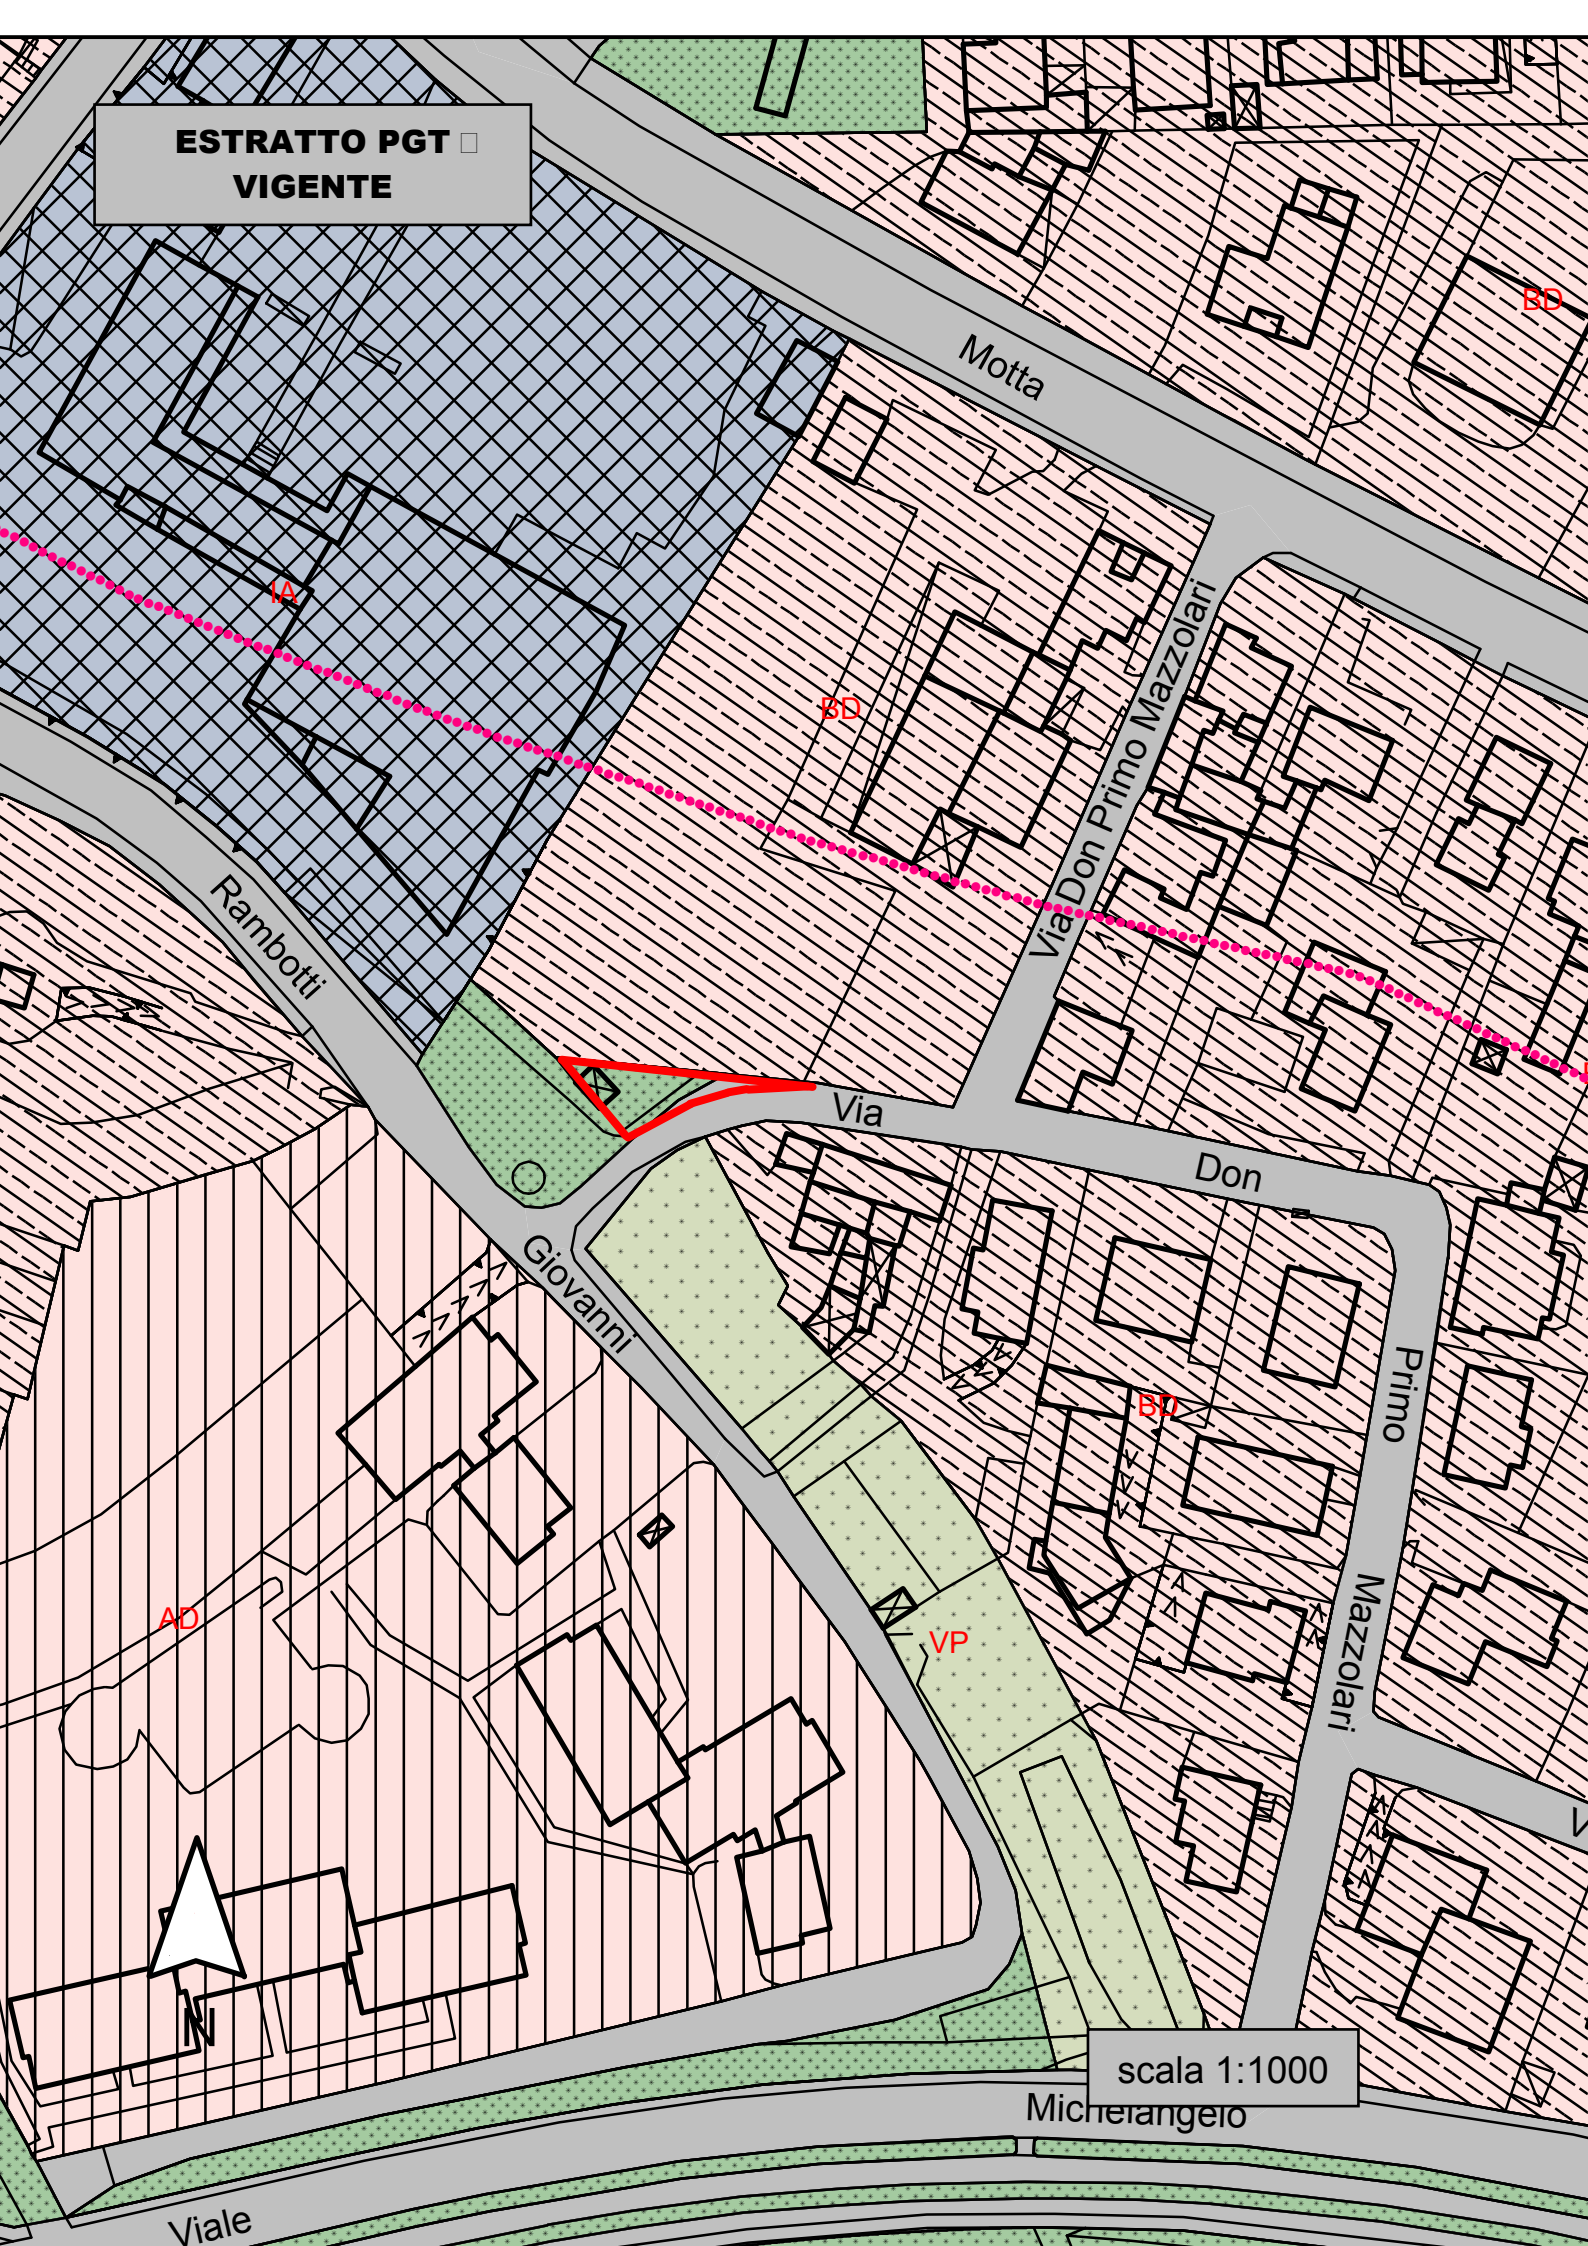 ESTRATTO PGT
VIGENTE
Motta
BD
Via Don Primo Mazzolari
IA
BD
Rambotti
Via
Don
Giovanni
Primo
BD
AD
Mazzolari
VP
N
scala 1:1000
Michelangelo
Viale